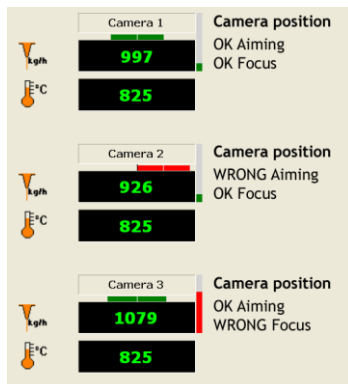 Camera 1
Camera position
OK Aiming
OK Focus
kg/h
997
°C
825
Camera 2
Camera position
WRONG Aiming
OK Focus
kg/h
926
°C
825
Camera 3
Camera position
OK Aiming
WRONG Focus
kg/h
1079
°C
825